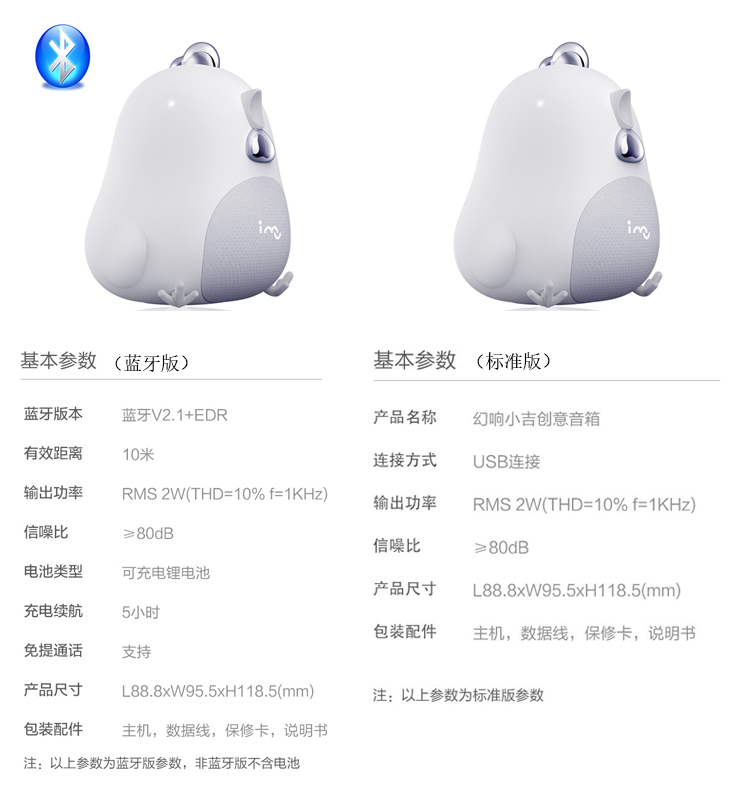 imu
imu
基本参数（蓝牙版）
蓝牙版本 蓝牙V2.1+EDR
有效距离 10米
输出功率 RMS 2W(THD=10% f=1KHz)
信噪比 ≥80dB
电池类型 可充电锂电池
充电续航 5小时
免提通话 支持
产品尺寸 L88.8xW95.5xH118.5(mm)
包装配件 主机，数据线，保修卡，说明书
注：以上参数为蓝牙版参数，非蓝牙版不含电池
基本参数（标准版）
产品名称 幻响小吉创意音箱
连接方式 USB连接
输出功率 RMS 2W(THD=10% f=1KHz)
信噪比 ≥80dB
产品尺寸 L88.8xW95.5xH118.5(mm)
包装配件 主机，数据线，保修卡，说明书
注：以上参数为标准版参数